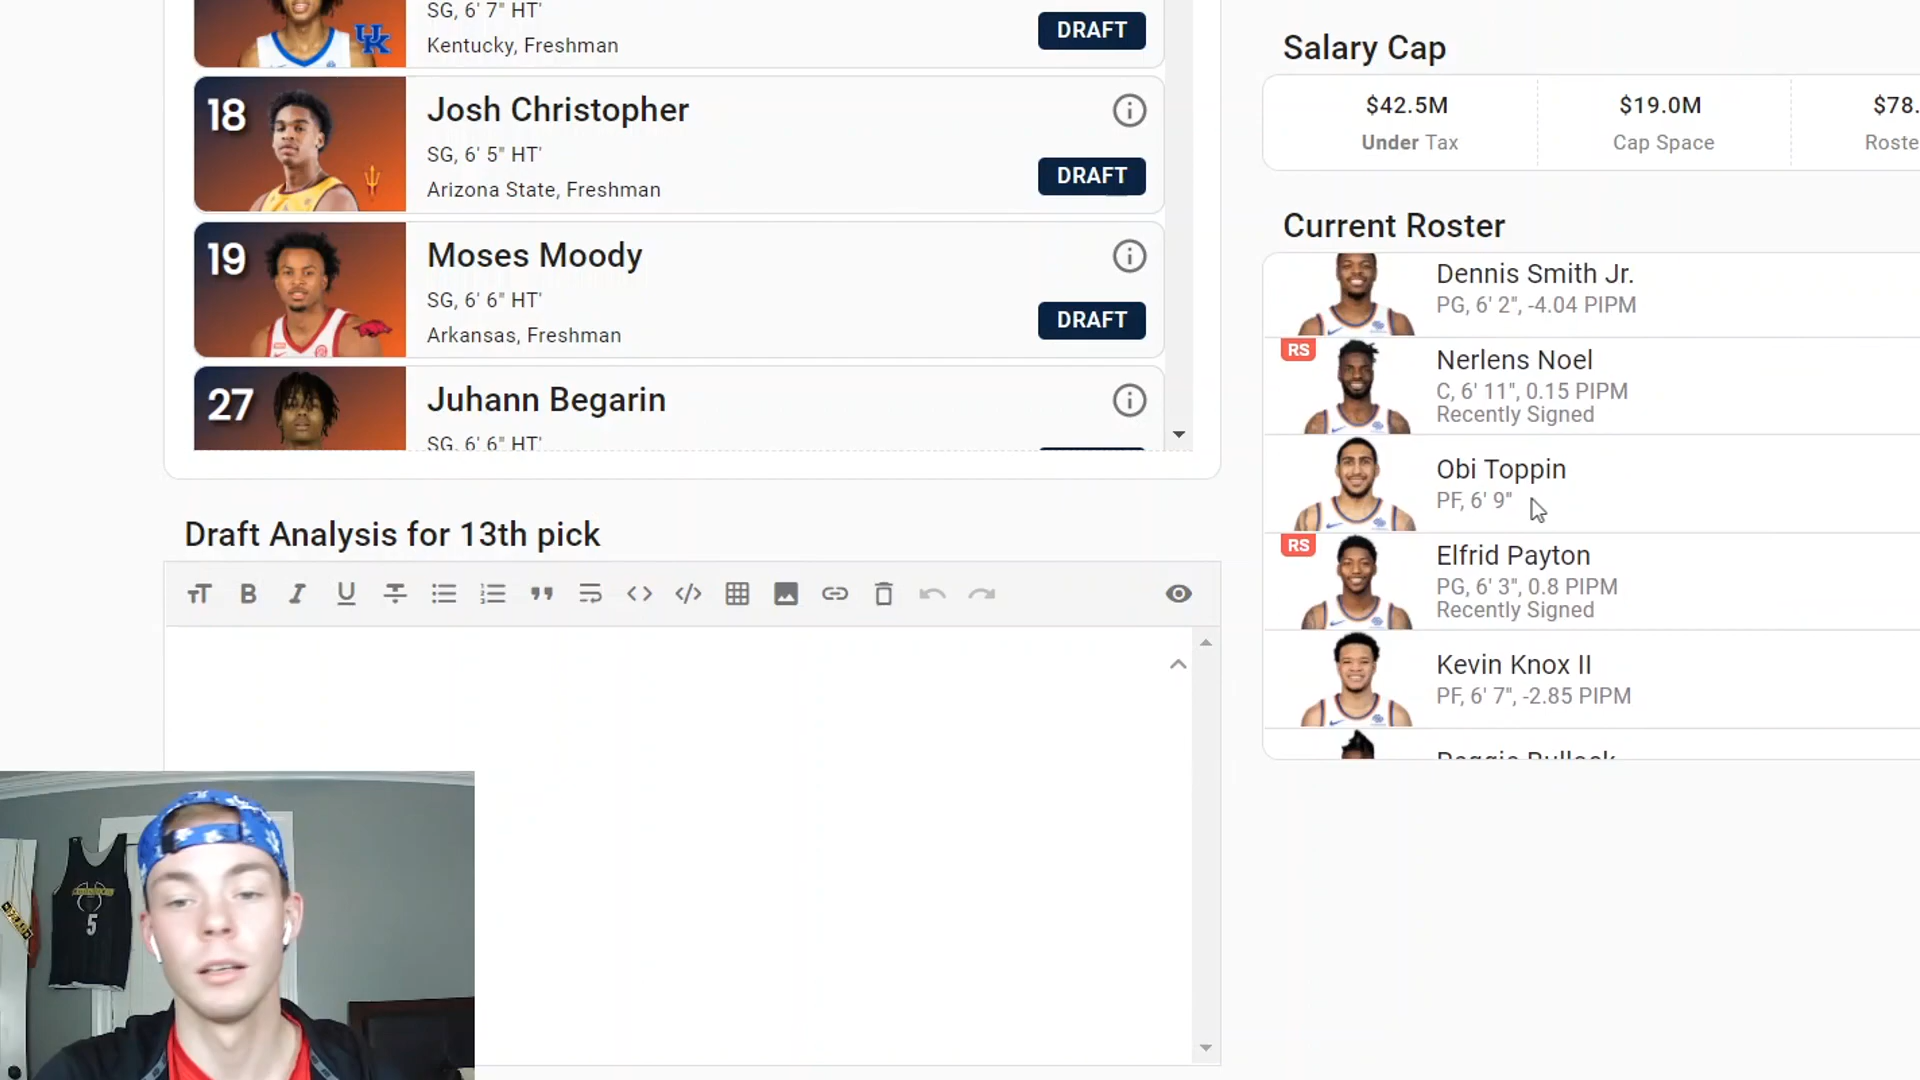 SG, 6' 7" HT'
Kentucky, Freshman
DRAFT
18
Josh Christopher
SG, 6' 5" HT'
Arizona State, Freshman
DRAFT
19
Moses Moody
SG, 6' 6" HT'
Arkansas, Freshman
DRAFT
27
Juhann Begarin
SG, 6' 6" HT'
Draft Analysis for 13th pick
Salary Cap
$42.5M
Under Tax
$19.0M
Cap Space
$78.
Roste
Current Roster
Dennis Smith Jr.
PG, 6' 2", -4.04 PIPM
RS
Nerlens Noel
C, 6' 11", 0.15 PIPM
Recently Signed
Obi Toppin
PF, 6' 9"
RS
Elfrid Payton
PG, 6' 3", 0.8 PIPM
Recently Signed
Kevin Knox II
PF, 6' 7", -2.85 PIPM
Reggie Bullock
5